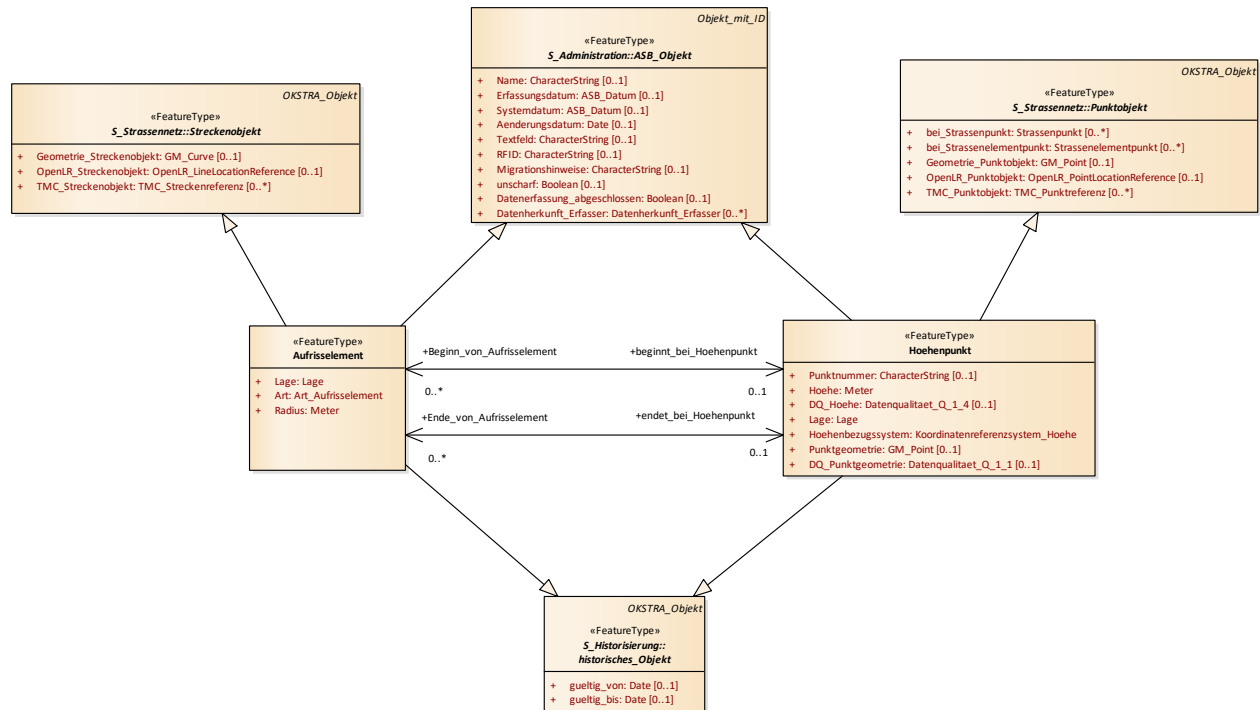 Objekt_mit_ID
«FeatureType»
S_Administration::ASB_Objekt
+ Name: CharacterString [0..1]
+ Erfassungsdatum: ASB_Datum [0..1]
+ Systemdatum: ASB_Datum [0..1]
+ Aenderungsdatum: Date [0..1]
+ Textfeld: CharacterString [0..1]
+ RFID: CharacterString [0..1]
+ Migrationshinweise: CharacterString [0..1]
+ unscharf: Boolean [0..1]
+ Datenerfassung_abgeschlossen: Boolean [0..1]
+ Datenherkunft_Erfasser: Datenherkunft_Erfasser [0..*]
OKSTRA_Objekt
«FeatureType»
S_Strassennetz::Streckenobjekt
+ Geometrie_Streckenobjekt: GM_Curve [0..1]
+ OpenLR_Streckenobjekt: OpenLR_LineLocationReference [0..1]
+ TMC_Streckenobjekt: TMC_Streckenreferenz [0..*]
OKSTRA_Objekt
«FeatureType»
S_Strassennetz::Punktobjekt
+ bei_Strassenpunkt: Strassenpunkt [0..*]
+ bei_Strassenelementpunkt: Strassenelementpunkt [0..*]
+ Geometrie_Punktobjekt: GM_Point [0..1]
+ OpenLR_Punktobjekt: OpenLR_PointLocationReference [0..1]
+ TMC_Punktobjekt: TMC_Punktreferenz [0..*]
«FeatureType»
Aufrisselement
+ Lage: Lage
+ Art: Art_Aufrisselement
+ Radius: Meter
+Beginn_von_Aufrisselement
+beginnt_bei_Hoehenpunkt
0..*
0..1
+Ende_von_Aufrisselement
+endet_bei_Hoehenpunkt
0..*
0..1
«FeatureType»
Hoehenpunkt
+ Punktnummer: CharacterString [0..1]
+ Hoehe: Meter
+ DQ_Hoehe: Datenqualitaet_Q_1_4 [0..1]
+ Lage: Lage
+ Hoehenbezugssystem: Koordinatenreferenzsystem_Hoehe
+ Punktgeometrie: GM_Point [0..1]
+ DQ_Punktgeometrie: Datenqualitaet_Q_1_1 [0..1]
OKSTRA_Objekt
«FeatureType»
S_Historisierung::
historisches_Objekt
+ gueltig_von: Date [0..1]
+ gueltig_bis: Date [0..1]